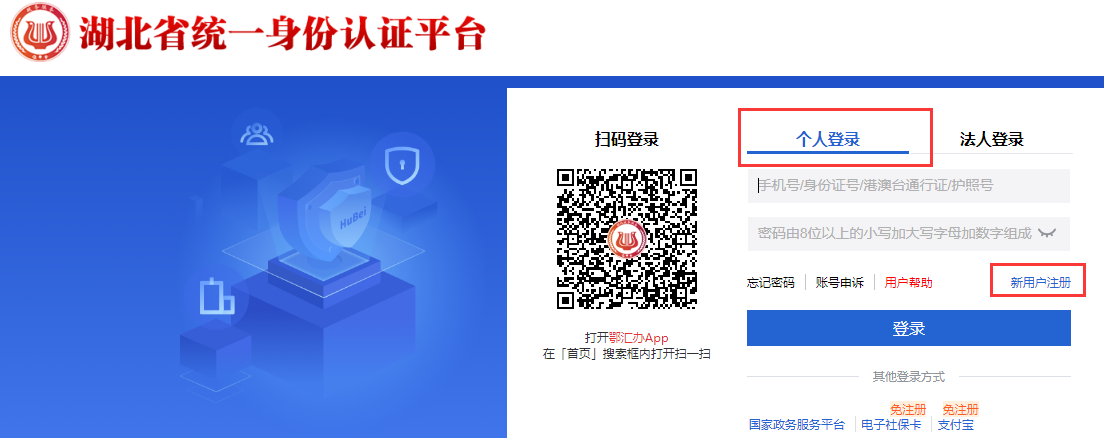 湖北省统一身份认证平台
HuBei
扫码登录
打开鄂汇办App
在「首页」搜索框内打开扫一扫
个人登录 法人登录
手机号/身份证号/港澳台通行证/护照号
密码由8位以上的小写加大写字母加数字组成
忘记密码 账号申诉 用户帮助 新用户注册
登录
其他登录方式
免注册 免注册
国家政务服务平台 电子社保卡 支付宝